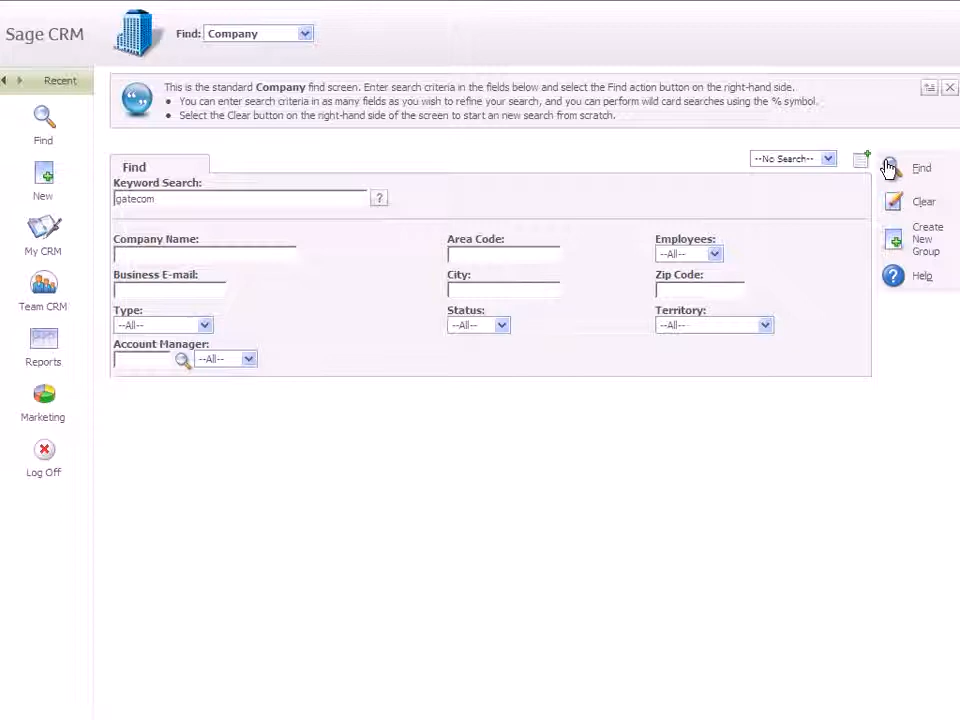 Sage CRM
Find: Company
Recent
Find
New
My CRM
Team CRM
Reports
Marketing
Log Off
This is the standard Company find screen. Enter search criteria in the fields below and select the Find action button on the right-hand side.
• You can enter search criteria in as many fields as you wish to refine your search, and you can perform wild card searches using the % symbol.
• Select the Clear button on the right-hand side of the screen to start an new search from scratch.
Find
--No Search--
Keyword Search:
gatecom
?
Company Name:
Area Code:
Employees:
--All--
Business E-mail:
City:
Zip Code:
Type:
--All--
Status:
--All--
Territory:
--All--
Account Manager:
--All--
Find
Clear
Create
New
Group
Help